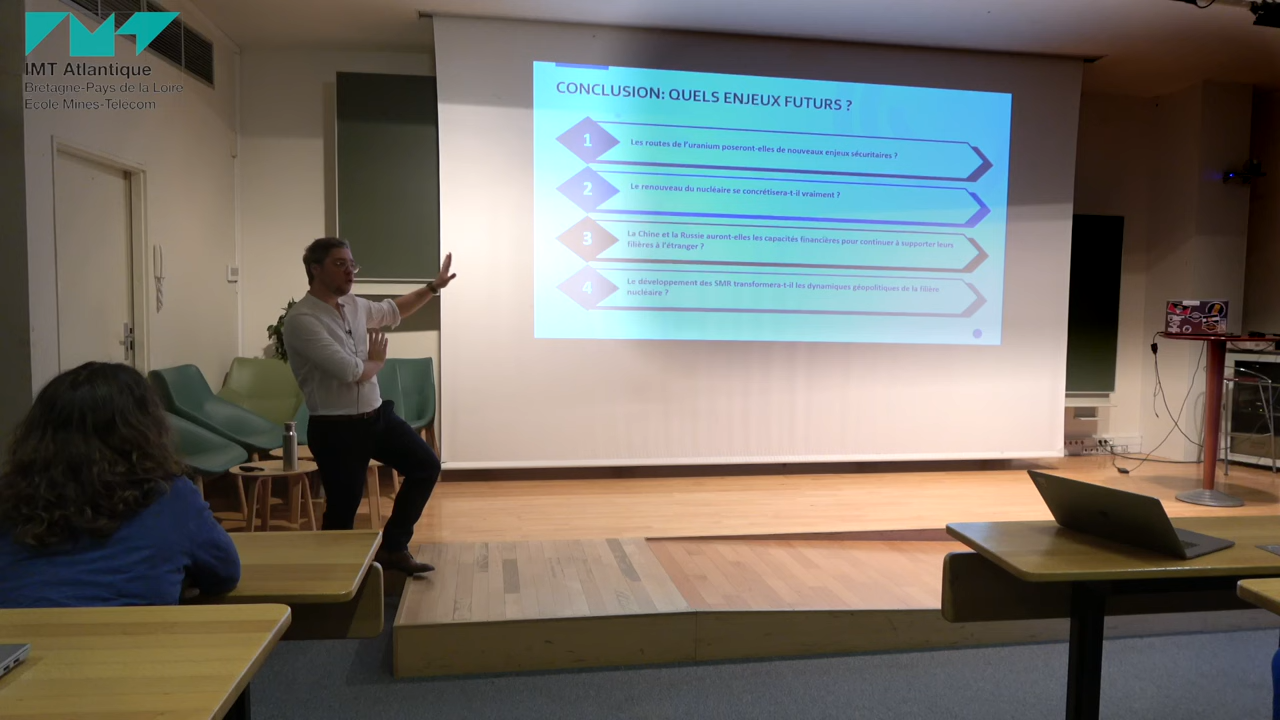 IMT Atlantique
Bretagne-Pays de la Loire
École Mines-Télécom
CONCLUSION: QUELS ENJEUX FUTURS ?
1
Les routes de l'uranium poseront-elles de nouveaux enjeux sécuritaires ?
2
Le renouveau du nucléaire se concrétisera-t-il vraiment ?
3
La Chine et la Russie auront-elles les capacités financières pour continuer à supporter leurs
filières à l'étranger ?
4
Le développement des SMR transformera-t-il les dynamiques géopolitiques de la filière
nucléaire ?